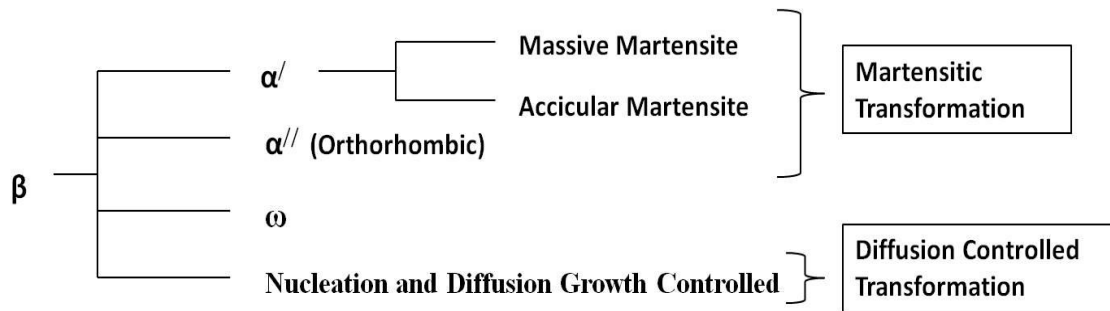 Massive Martensite
α//
Accicular Martensite
α// (Orthorhombic)
β
ω
Nucleation and Diffusion Growth Controlled
Martensitic
Transformation
Diffusion Controlled
Transformation